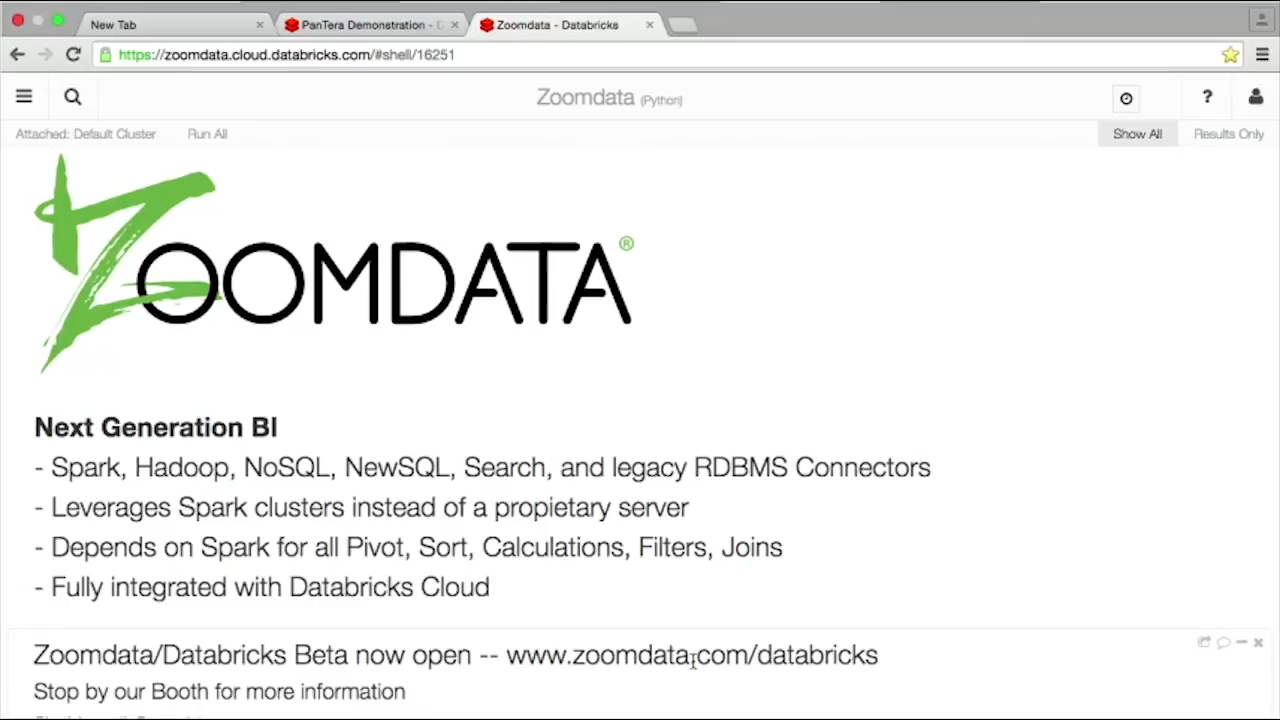 New Tab
PanTera Demonstration -
Zoomdata - Databricks
https://zoomdata.cloud.databricks.com/#shell/16251
Zoomdata (Python)
?
Attached: Default Cluster
Run All
Show All
Results Only
ZOOMDATA®
Next Generation BI
- Spark, Hadoop, NoSQL, NewSQL, Search, and legacy RDBMS Connectors
- Leverages Spark clusters instead of a propietary server
- Depends on Spark for all Pivot, Sort, Calculations, Filters, Joins
- Fully integrated with Databricks Cloud
Zoomdata/Databricks Beta now open -- www.zoomdata.com/databricks
Stop by our Booth for more information